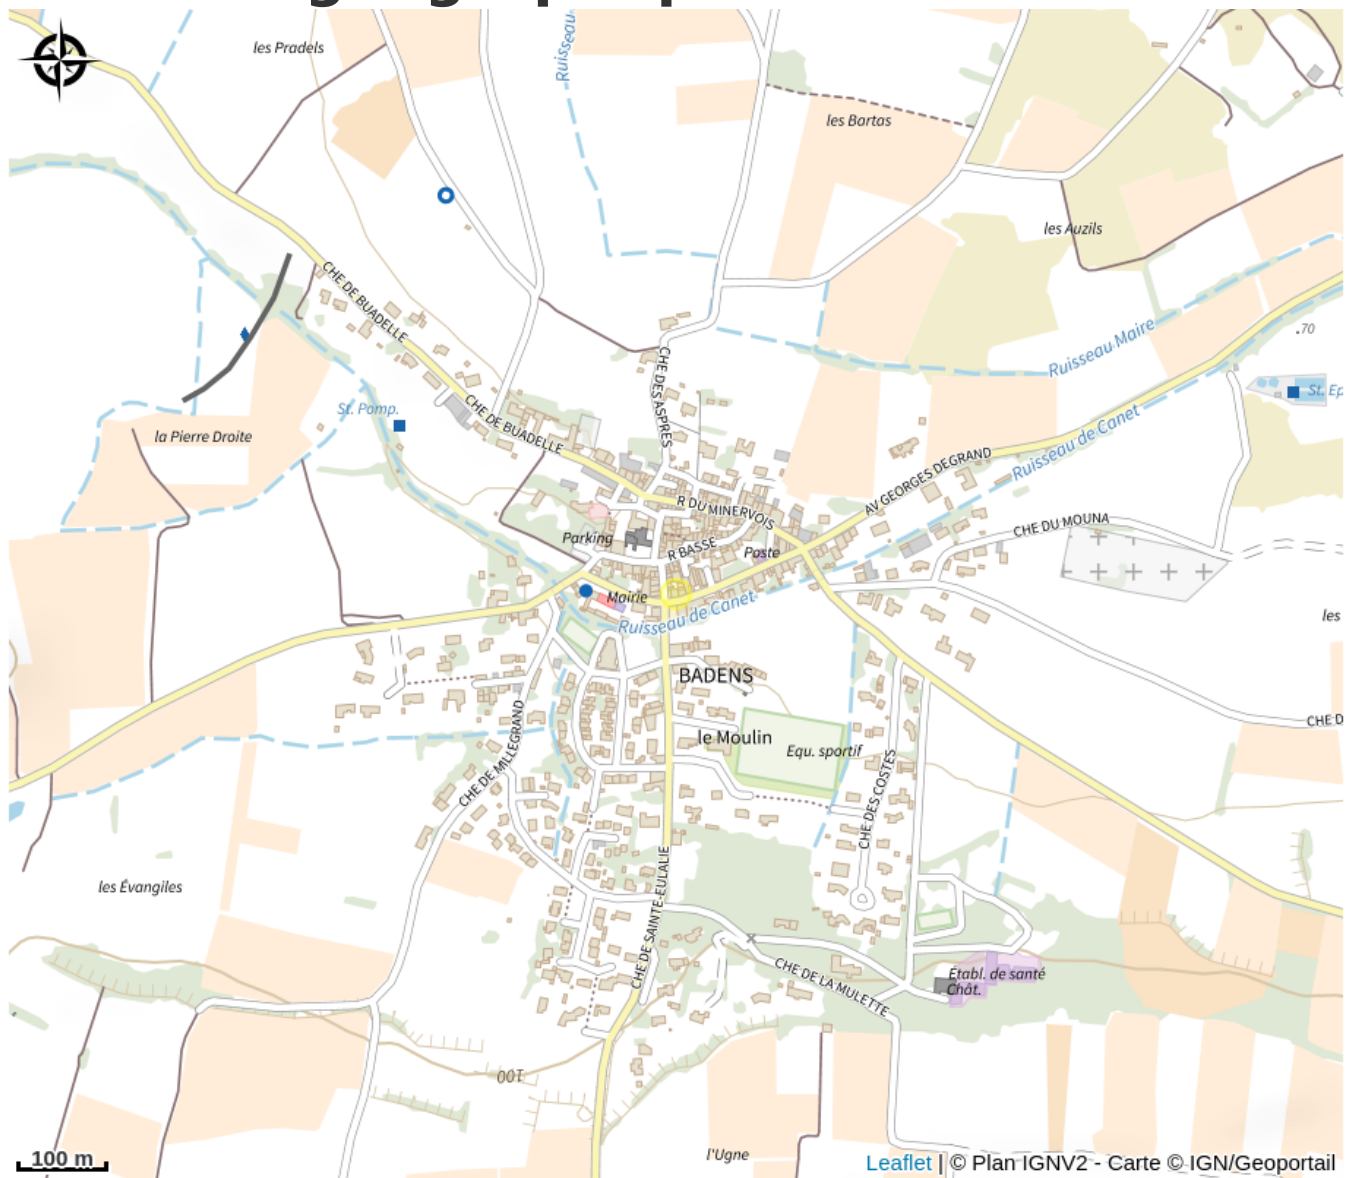 les Pradels
Ruisseau
les Bartas
les Auzils
CHE DE BUADELLE
Ruisseau Maire
.70
CHE DES ASPRES
St. Ep
St. Pomp.
CHE DE BUADELLE
Ruisseau de Canet
la Pierre Droite
AV GEORGES DEGRAND
R DU MINERVOIS
CHE DU MOUNA
Parking
R BASSE
Poste
Mairie
Ruisseau de Canet
les
BADENS
CHE D
le Moulin
Equ. sportif
CHE DE MILLEGRAND
CHE DES COSTES
les Évangiles
CHE DE SAINTE-EULALIE
CHE DE LA MULETTE
Établ. de santé
Chât.
100
l'Ugne
100 m
Leaflet | © Plan IGNV2 - Carte © IGN/Geoportail